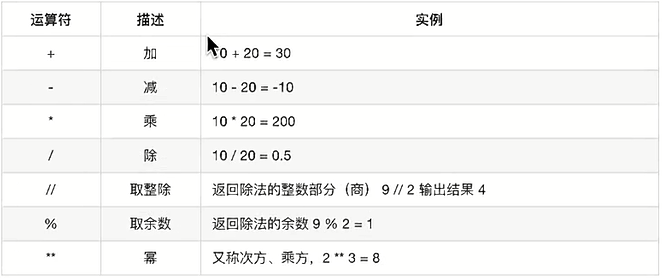 运算符 描述 实例
+ 加 0 + 20 = 30
- 减 10 - 20 = -10
* 乘 10 * 20 = 200
/ 除 10 / 20 = 0.5
// 取整除 返回除法的整数部分（商） 9 // 2 输出结果 4
% 取余数 返回除法的余数 9 % 2 = 1
** 幂 又称次方、乘方，2 ** 3 = 8